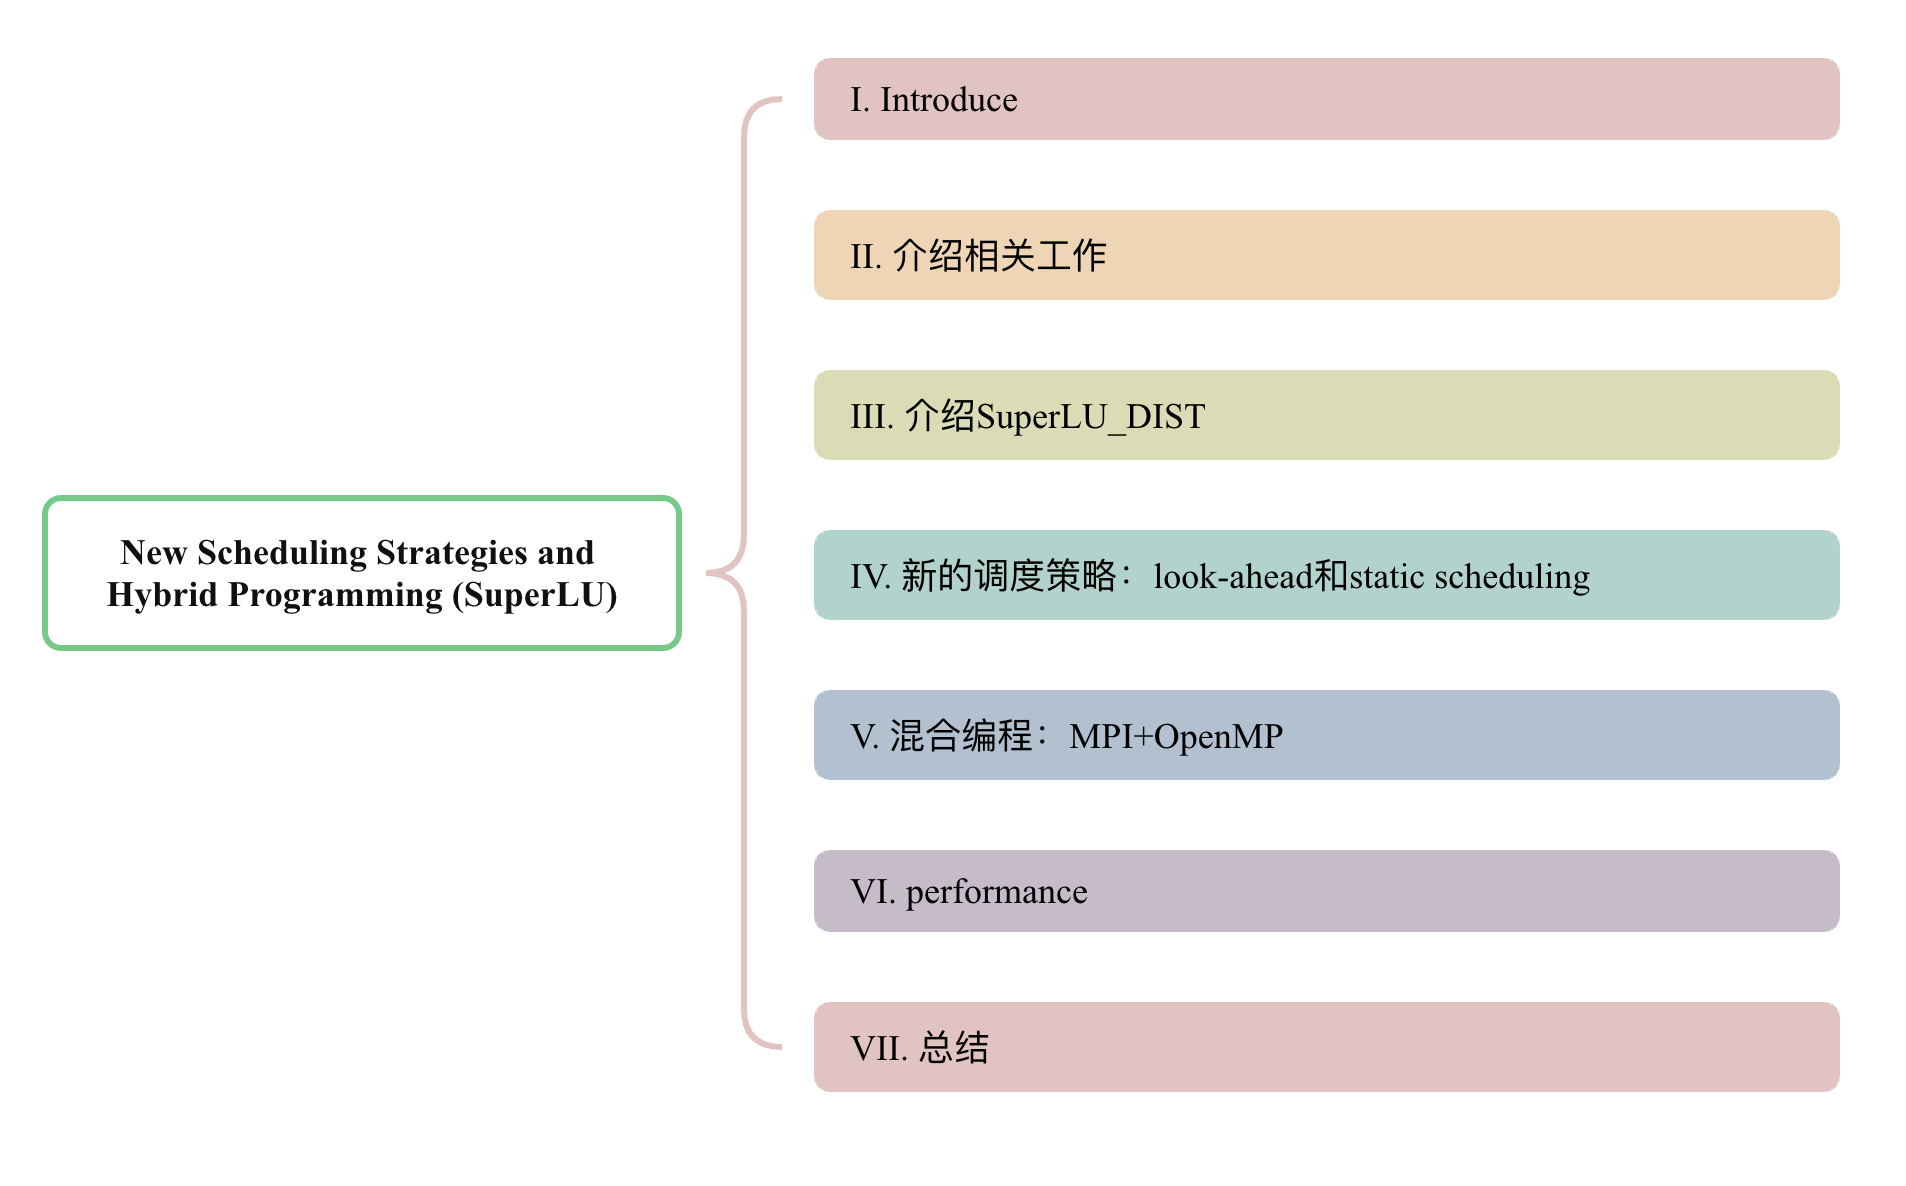 New Scheduling Strategies and
Hybrid Programming (SuperLU)
I. Introduce
II. 介绍相关工作
III. 介绍SuperLU_DIST
IV. 新的调度策略：look-ahead和static scheduling
V. 混合编程：MPI+OpenMP
VI. performance
VII. 总结